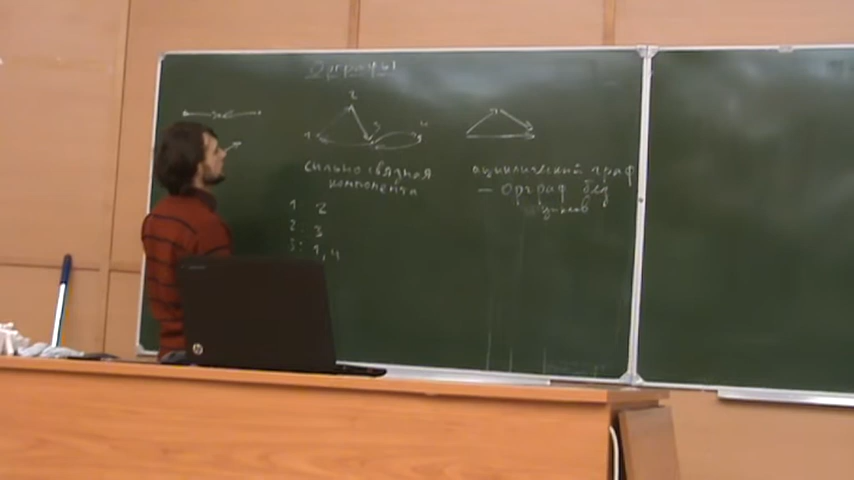 Орграфы
2
1 3 4
сильно связная
компонента
ациклический граф
— Орграф без
циклов
1: 2
2: 3
3: 1, 4
hp